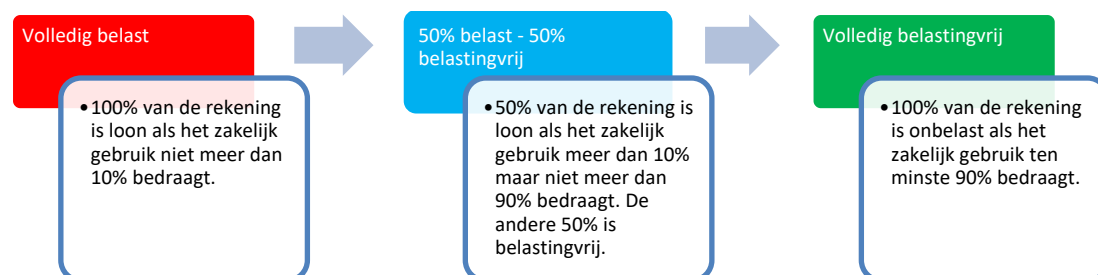 Volledig belast
•100% van de rekening
is loon als het zakelijk
gebruik niet meer dan
10% bedraagt.
50% belast - 50%
belastingvrij
•50% van de rekening is
loon als het zakelijk
gebruik meer dan 10%
maar niet meer dan
90% bedraagt. De
andere 50% is
belastingvrij.
Volledig belastingvrij
•100% van de rekening
is onbelast als het
zakelijk gebruik ten
minste 90% bedraagt.